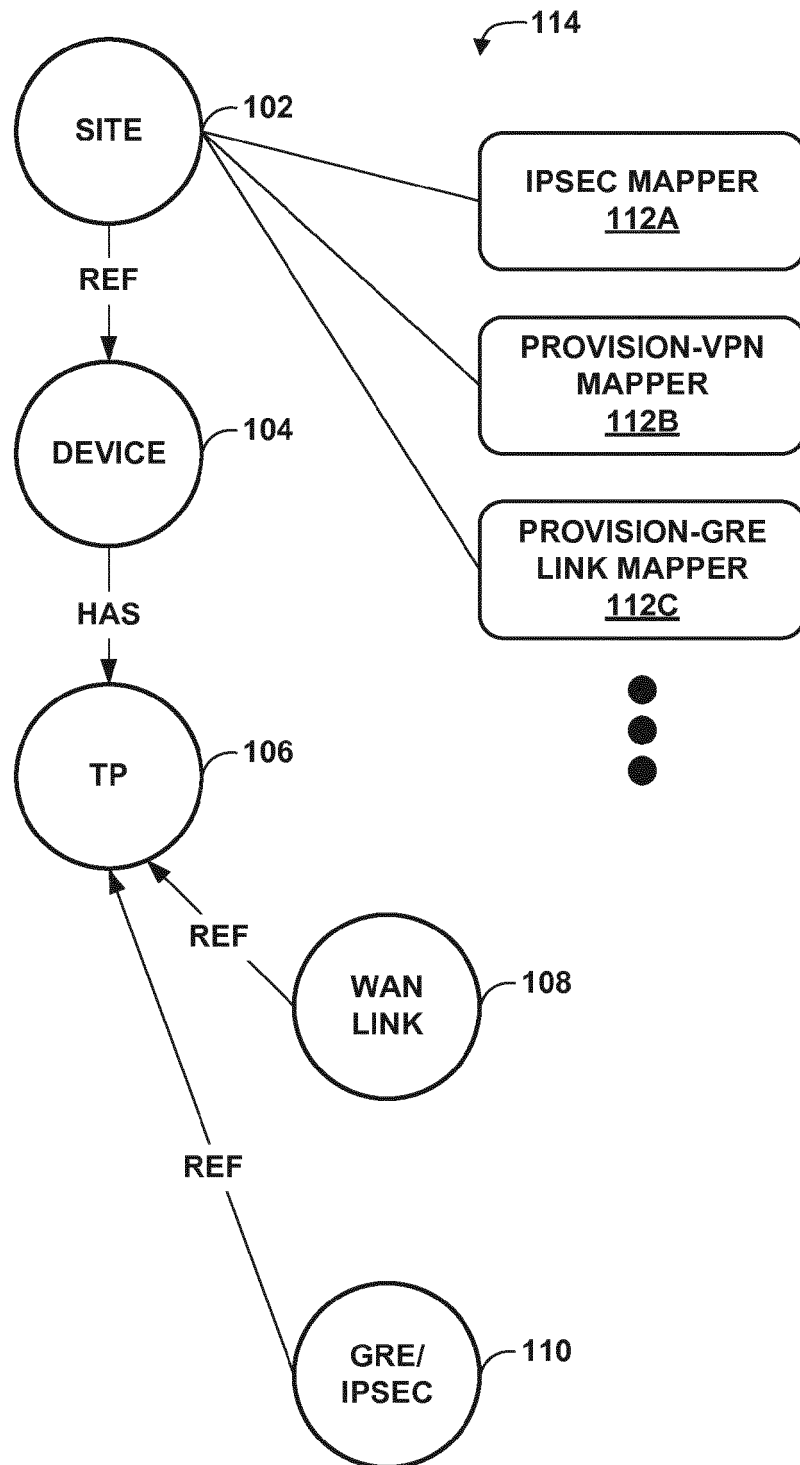 114
SITE
102
IPSEC MAPPER
112A
REF
PROVISION-VPN
MAPPER
112B
DEVICE
104
PROVISION-GRE
LINK MAPPER
112C
HAS
TP
106
REF
WAN
LINK
108
REF
GRE/
IPSEC
110